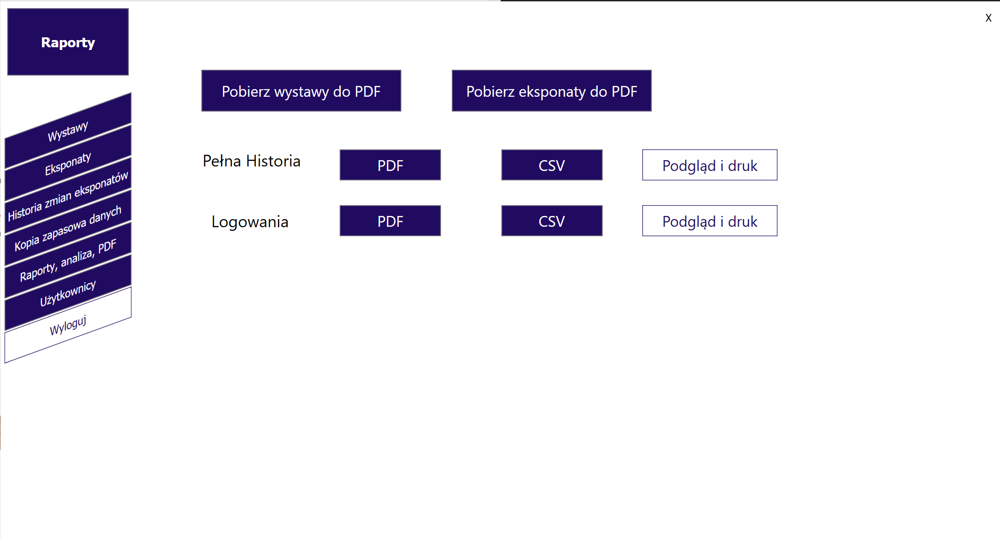 Raporty
X
Pobierz wystawy do PDF
Pobierz eksponaty do PDF
Wystawy
Eksponaty
Historia zmian eksponatów
Kopia zapasowa danych
Raporty, analiza, PDF
Użytkownicy
Wyloguj
Pełna Historia
PDF
CSV
Podgląd i druk
Logowania
PDF
CSV
Podgląd i druk